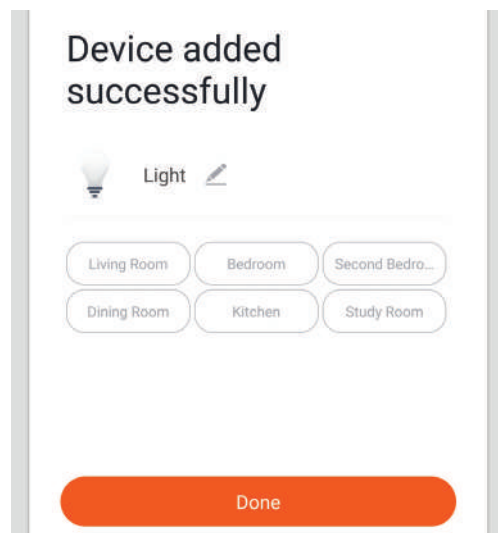 Device added
successfully
Light
Living Room Bedroom Second Bedro...
Dining Room Kitchen Study Room
Done